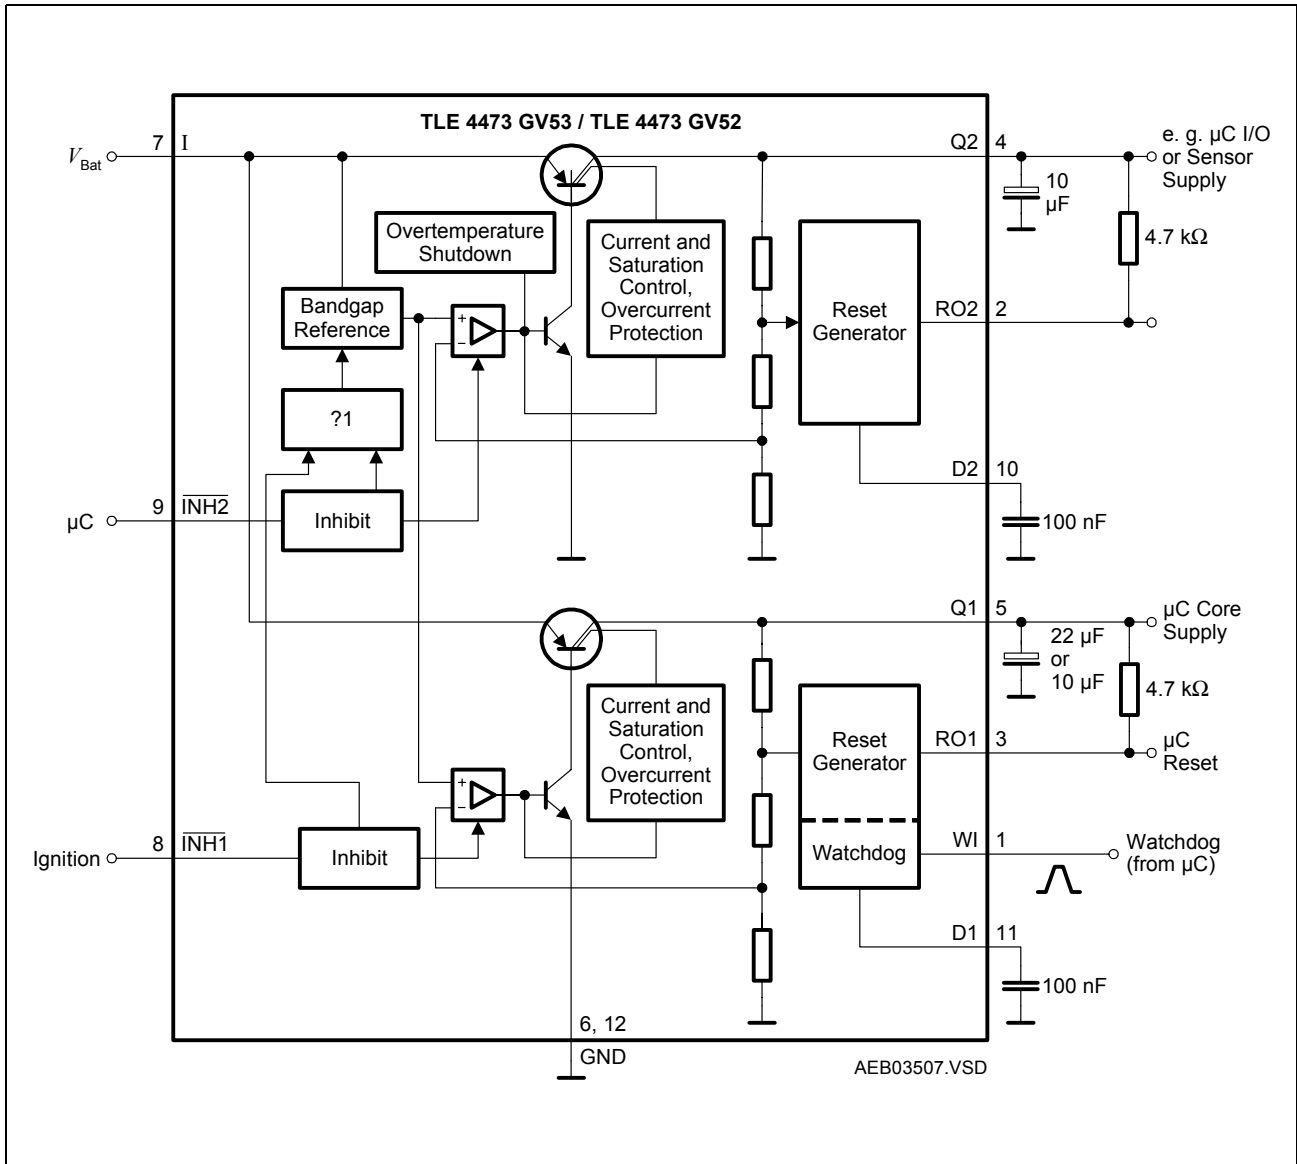 TLE 4473 GV53 / TLE 4473 GV52
7
I
V
Bat
Q2
4
e. g. µC I/O
or Sensor
Supply
10
µF
4.7 kΩ
Overtemperature
Shutdown
Current and
Saturation
Control,
Overcurrent
Protection
Bandgap
Reference
+
−
Reset
Generator
RO2
2
?1
D2
10
100 nF
µC
9
INH2
Inhibit
Q1
5
µC Core
Supply
22 µF
or
10 µF
4.7 kΩ
Current and
Saturation
Control,
Overcurrent
Protection
Reset
Generator
RO1
3
µC
Reset
+
−
Ignition
8
INH1
Inhibit
Watchdog
WI
1
Watchdog
(from µC)
D1
11
100 nF
6, 12
GND
AEB03507.VSD